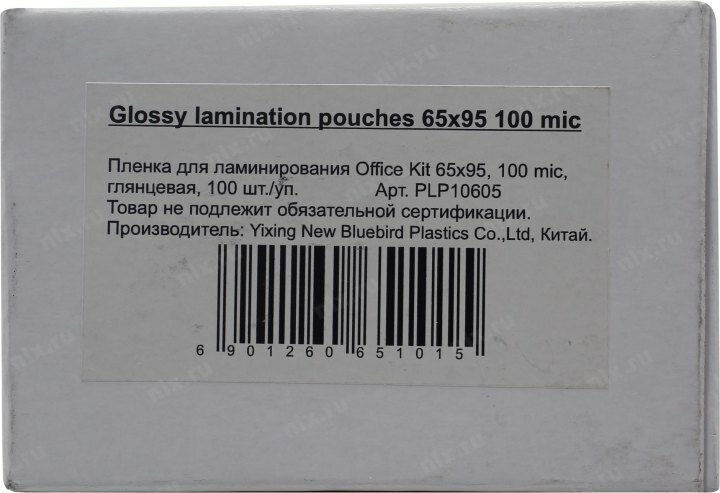 Glossy lamination pouches 65x95 100 mic
Пленка для ламинирования Office Kit 65x95, 100 mic,
глянцевая, 100 шт./уп. Арт. PLP10605
Товар не подлежит обязательной сертификации.
Производитель: Yixing New Bluebird Plastics Co.,Ltd, Китай.
6 901260 651015